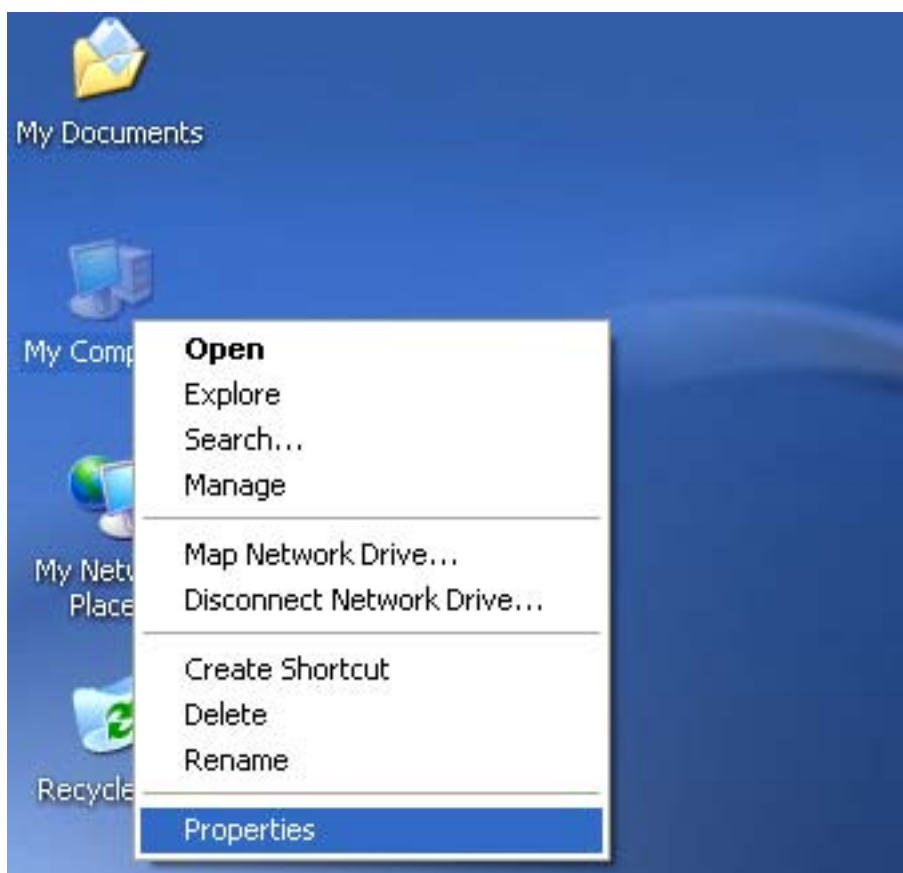 My Documents
My Comp
Open
Explore
Search...
Manage
Map Network Drive...
Disconnect Network Drive...
My Netw
Place
Create Shortcut
Delete
Rename
Recycle
Properties